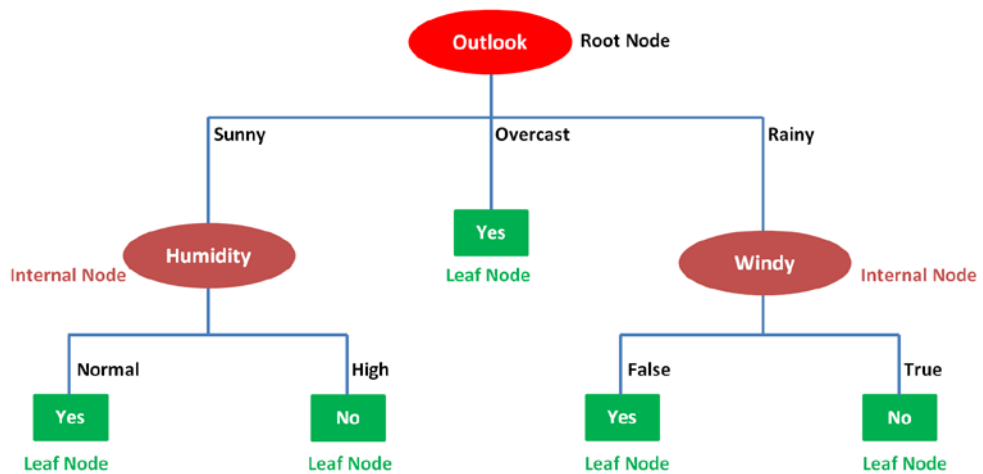 Outlook Root Node
Sunny Overcast Rainy
Yes
Humidity Windy
Internal Node Leaf Node Internal Node
Normal High False True
Yes No Yes No
Leaf Node Leaf Node Leaf Node Leaf Node